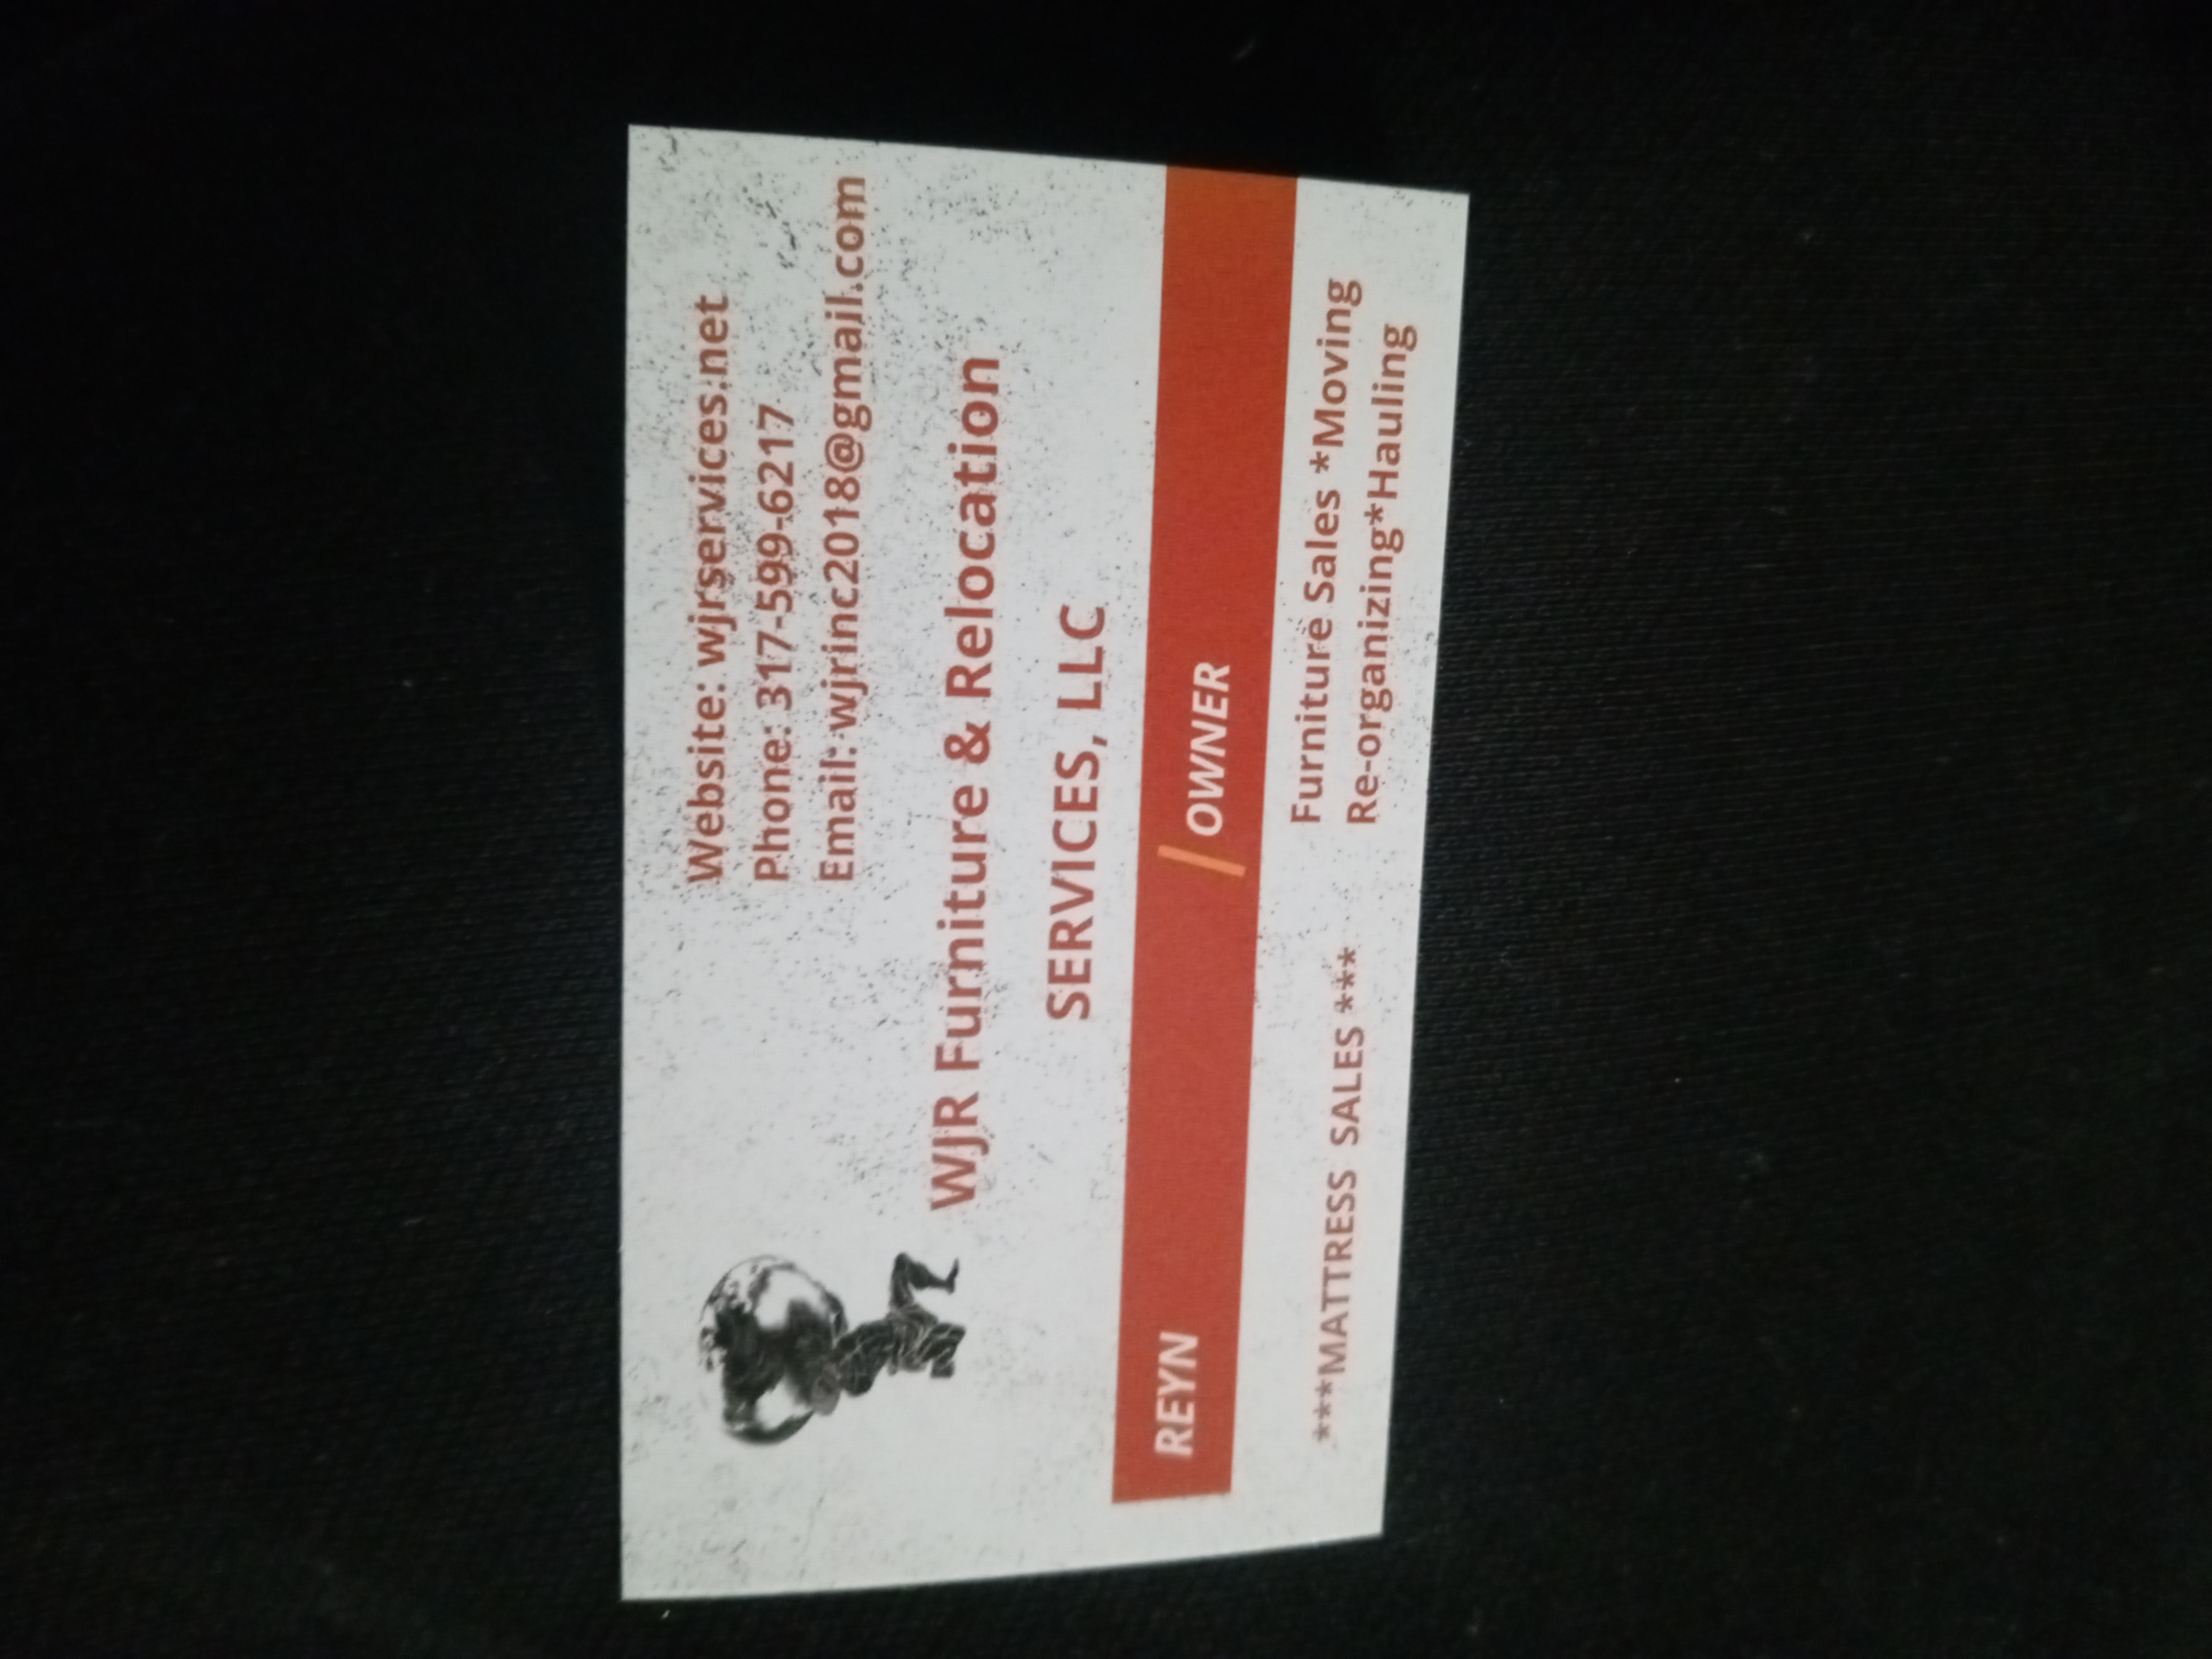 Website: wjrservices.net
Phone: 317-599-6217
Email: wjrinc2018@gmail.com
WJR Furniture & Relocation
SERVICES, LLC
REYN / OWNER
***MATTRESS SALES***
Furniture Sales *Moving
Re-organizing*Hauling